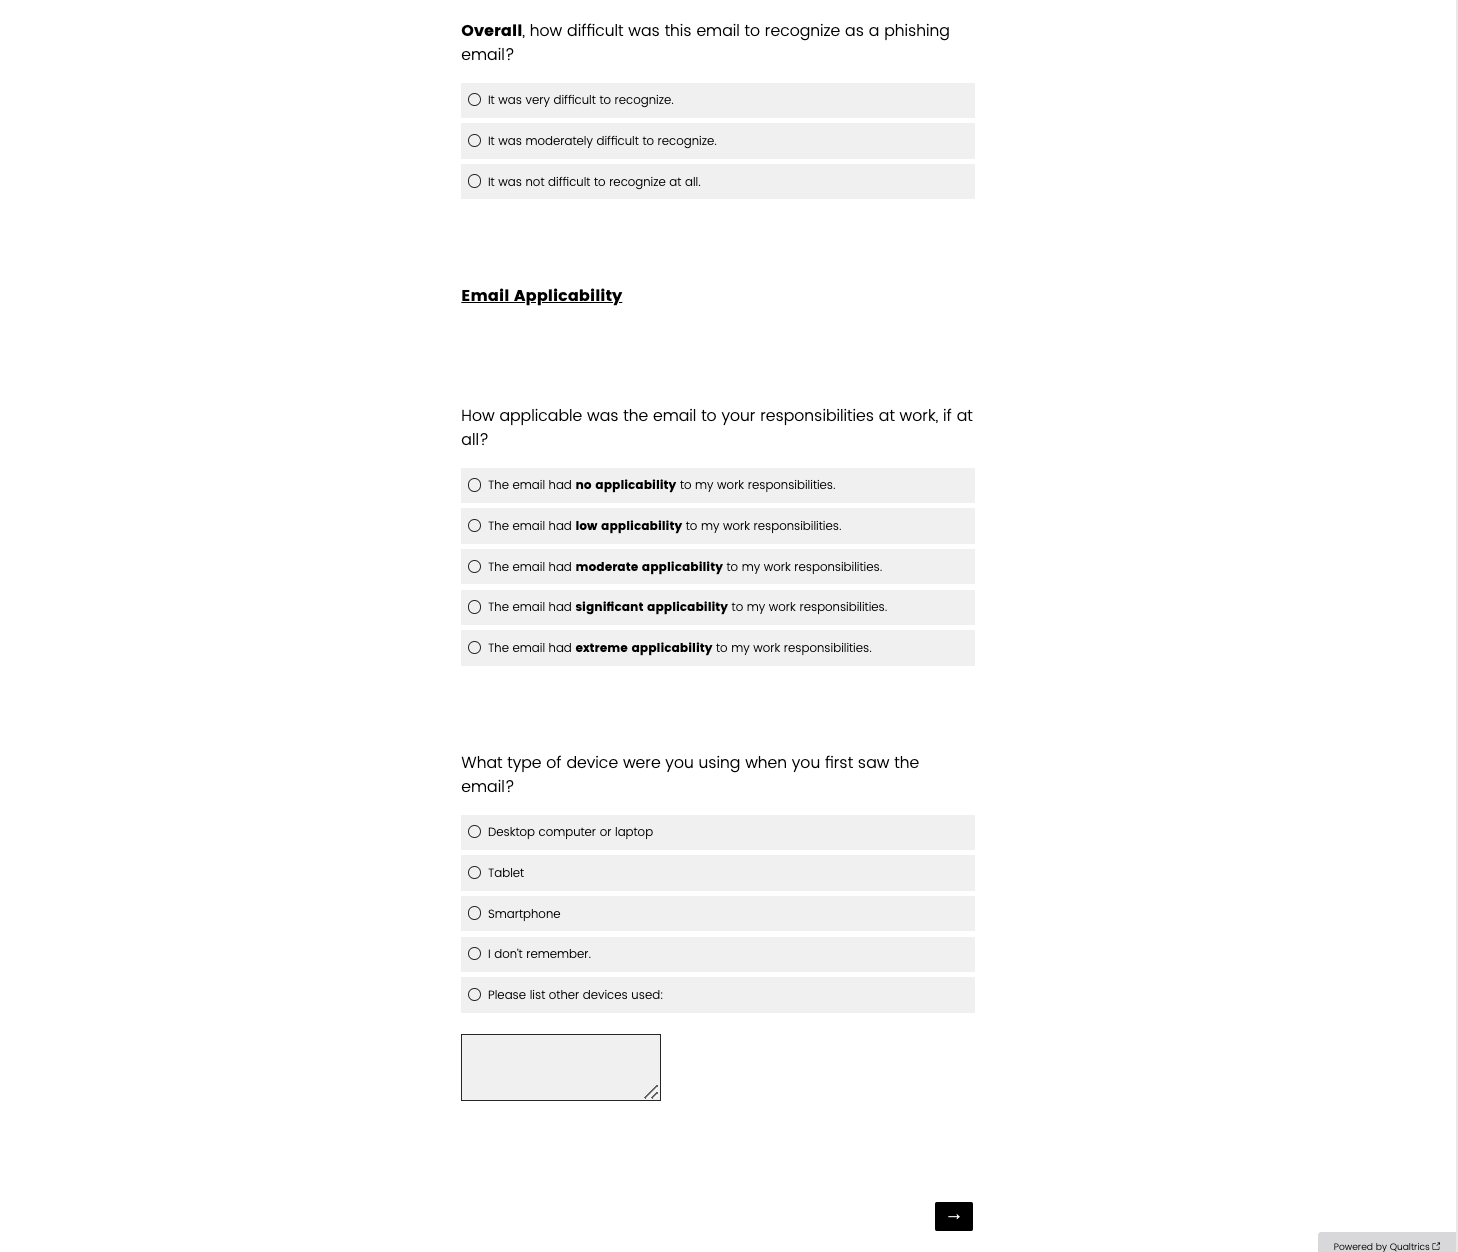 Overall, how difficult was this email to recognize as a phishing
email?
It was very difficult to recognize.
It was moderately difficult to recognize.
It was not difficult to recognize at all.
Email Applicability
How applicable was the email to your responsibilities at work, if at
all?
The email had no applicability to my work responsibilities.
The email had low applicability to my work responsibilities.
The email had moderate applicability to my work responsibilities.
The email had significant applicability to my work responsibilities.
The email had extreme applicability to my work responsibilities.
What type of device were you using when you first saw the
email?
Desktop computer or laptop
Tablet
Smartphone
I don't remember.
Please list other devices used:
→
Powered by Qualtrics